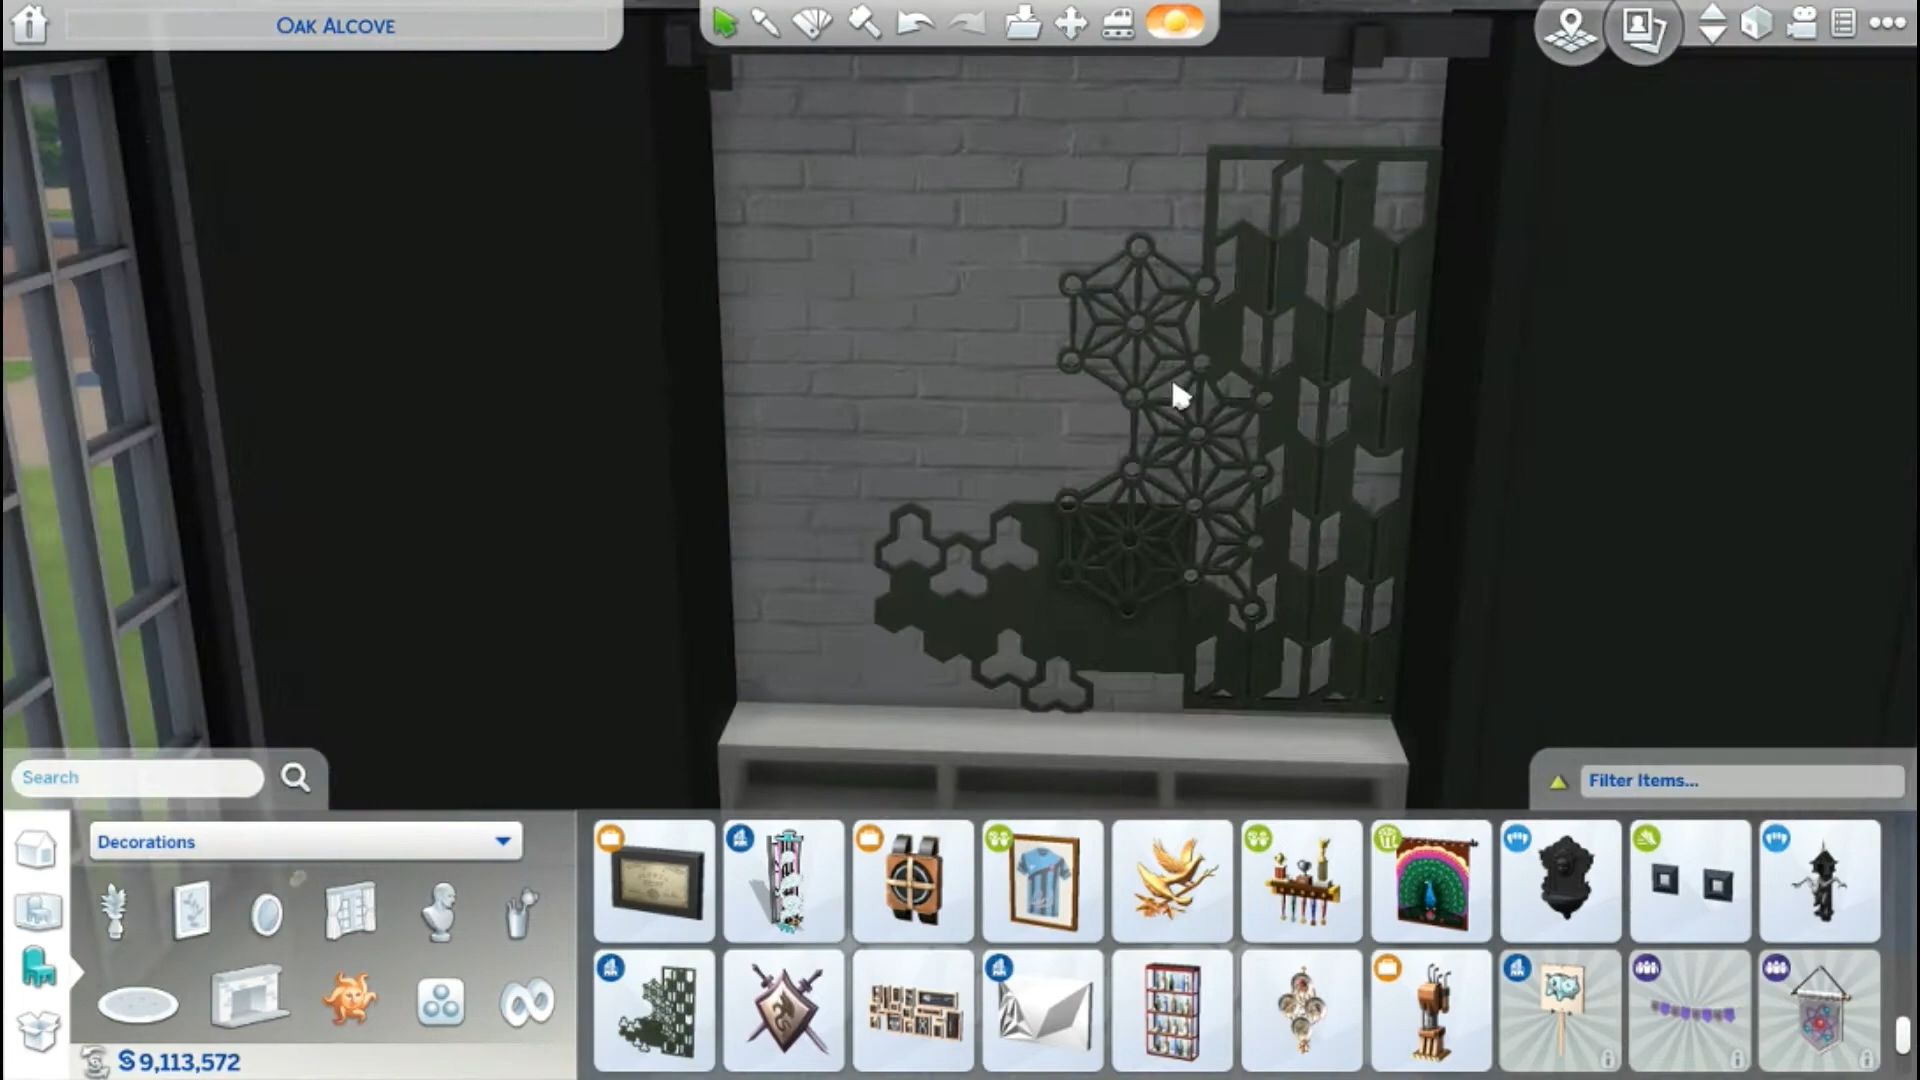 OAK ALCOVE
Search
Filter Items...
Decorations
§9,113,572